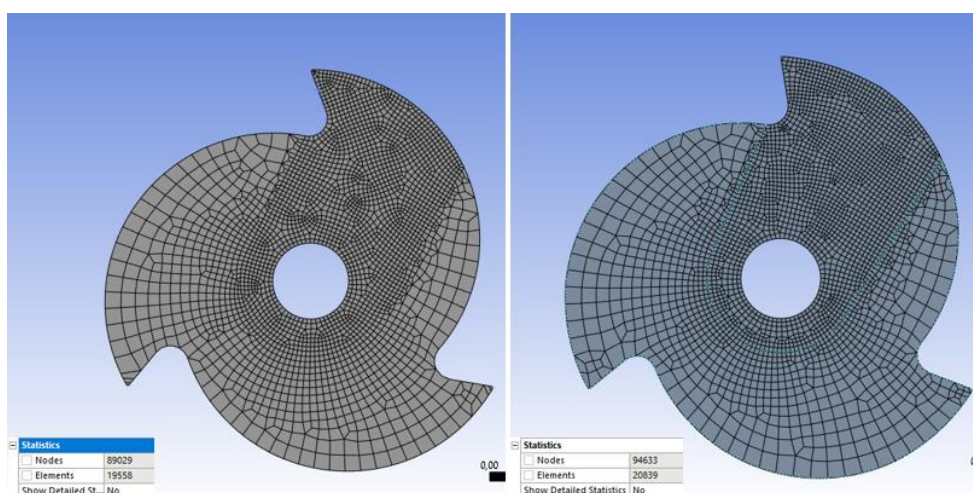 Statistics
Nodes 89029
Elements 19558
Show Detailed St... No
0,00
Statistics
Nodes 94633
Elements 20839
Show Detailed Statistics No